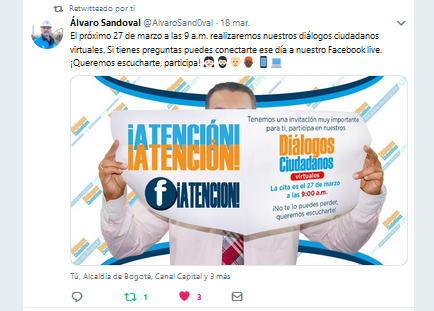 Retwitteado por ti
Álvaro Sandoval @AlvaroSand0val · 18 mar.
El próximo 27 de marzo a las 9 a.m. realizaremos nuestros diálogos ciudadanos
virtuales. Si tienes preguntas puedes conectarte ese día a nuestro Facebook live.
¡Queremos escucharte, participa!
¡ATENCIÓN!
¡ATENCIÓN!
f ¡ATENCION!
Tenemos una invitación muy importante
para ti, participa en nuestros
Diálogos
Ciudadanos
virtuales
La cita es el 27 de marzo
a las 9:00 a.m.
¡No te lo puedes perder,
queremos escucharte!
Tú, Alcaldía de Bogotá, Canal Capital y 3 más
1
3